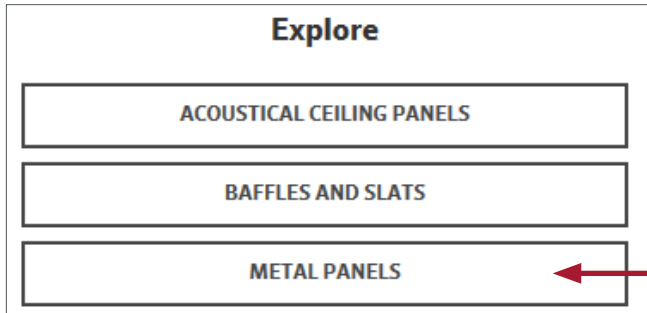 Explore
ACOUSTICAL CEILING PANELS
BAFFLES AND SLATS
METAL PANELS